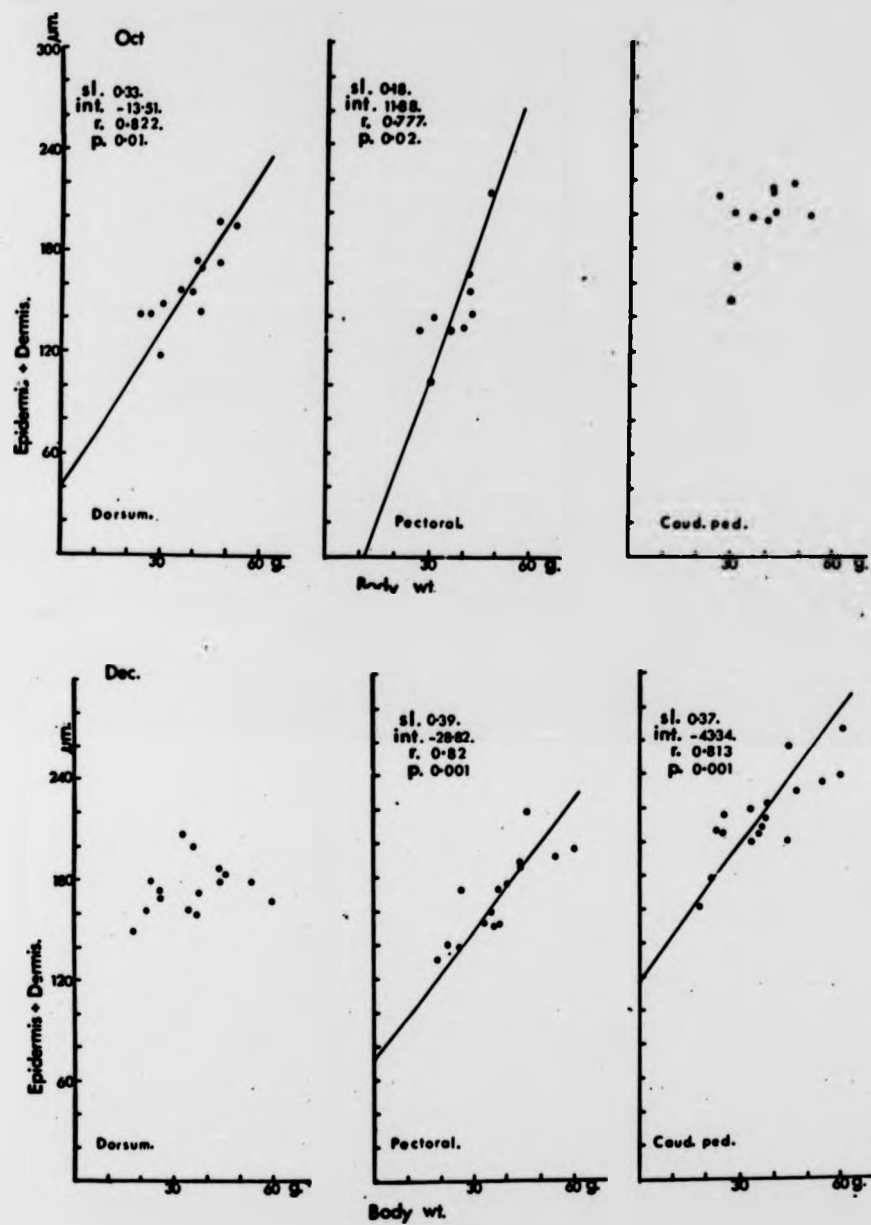 Oct
µm.
300
240
180
120
60
Epidermis + Dermis.
sl. 0·33.
int. -13·51.
r. 0·822.
p. 0·01.
Dorsum.
30
60 g.
sl. 0·18.
int. 11·88.
r. 0·777.
p. 0·02.
Pectoral.
30
60 g.
Body wt.
Caud. ped.
30
60 g.
Dec.
µm.
240
180
120
60
Epidermis + Dermis.
Dorsum.
30
60 g.
sl. 0·39.
int. -28·82.
r. 0·82
p. 0·001
Pectoral.
30
60 g.
Body wt.
sl. 0·37.
int. -43·34.
r. 0·813
p. 0·001
Caud. ped.
30
60 g.